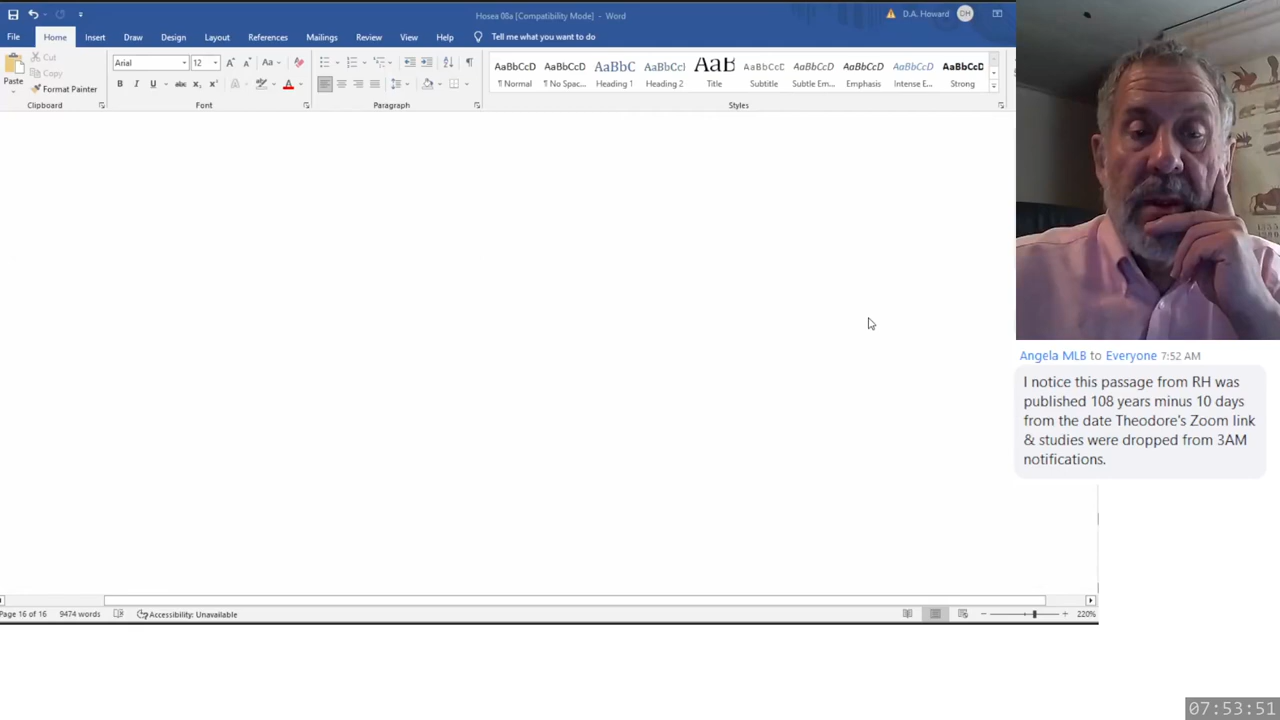 Hosea 08a [Compatibility Mode] - Word
D.A. Howard
DH
File Home Insert Draw Design Layout References Mailings Review View Help Tell me what you want to do
Paste
Cut
Copy
Format Painter
Clipboard
Arial 12
Font
Paragraph
AaBbCcD AaBbCcD AaBbC AaBbCcI AaB AaBbCcC AaBbCcD AaBbCcD AaBbCcD AaBbCcC
¶ Normal ¶ No Spac... Heading 1 Heading 2 Title Subtitle Subtle Em... Emphasis Intense E... Strong
Styles
Angela MLB to Everyone 7:52 AM
I notice this passage from RH was
published 108 years minus 10 days
from the date Theodore's Zoom link
& studies were dropped from 3AM
notifications.
Page 16 of 16 9474 words Accessibility: Unavailable 220%
07:53:51